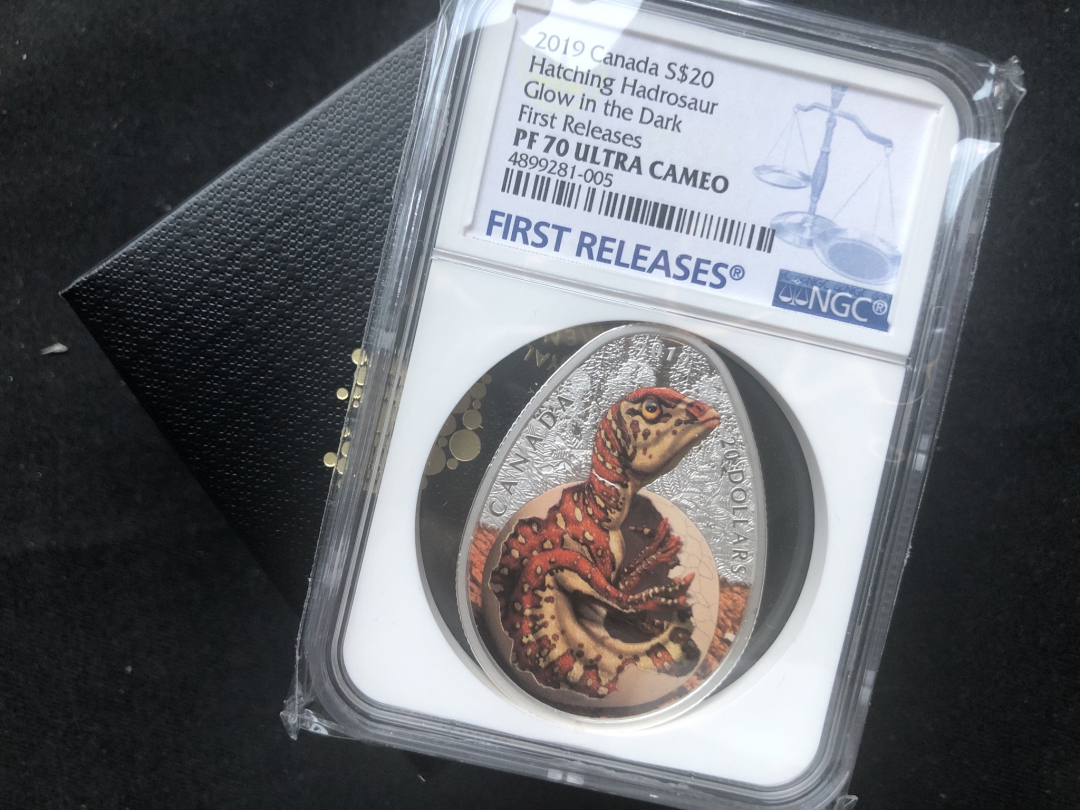 2019 Canada S$20
Hatching Hadrosaur
Glow in the Dark
First Releases
PF 70 ULTRA CAMEO
4899281-005
FIRST RELEASES®
NGC®
CANADA
20 DOLLARS